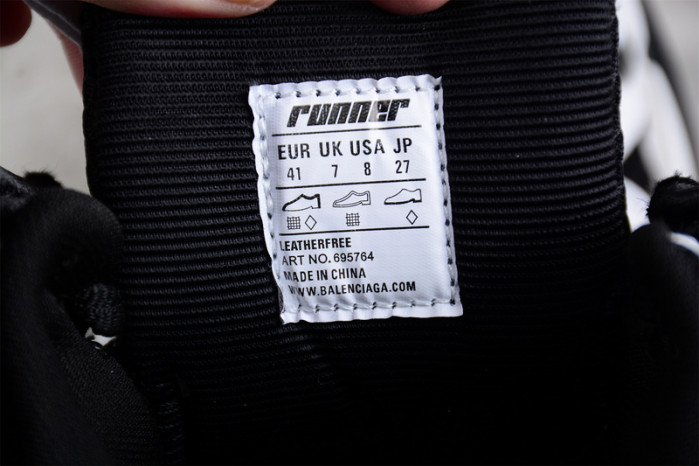 runner
EUR UK USA JP
41 7 8 27
LEATHERFREE
ART NO. 695764
MADE IN CHINA
WWW.BALENCIAGA.COM